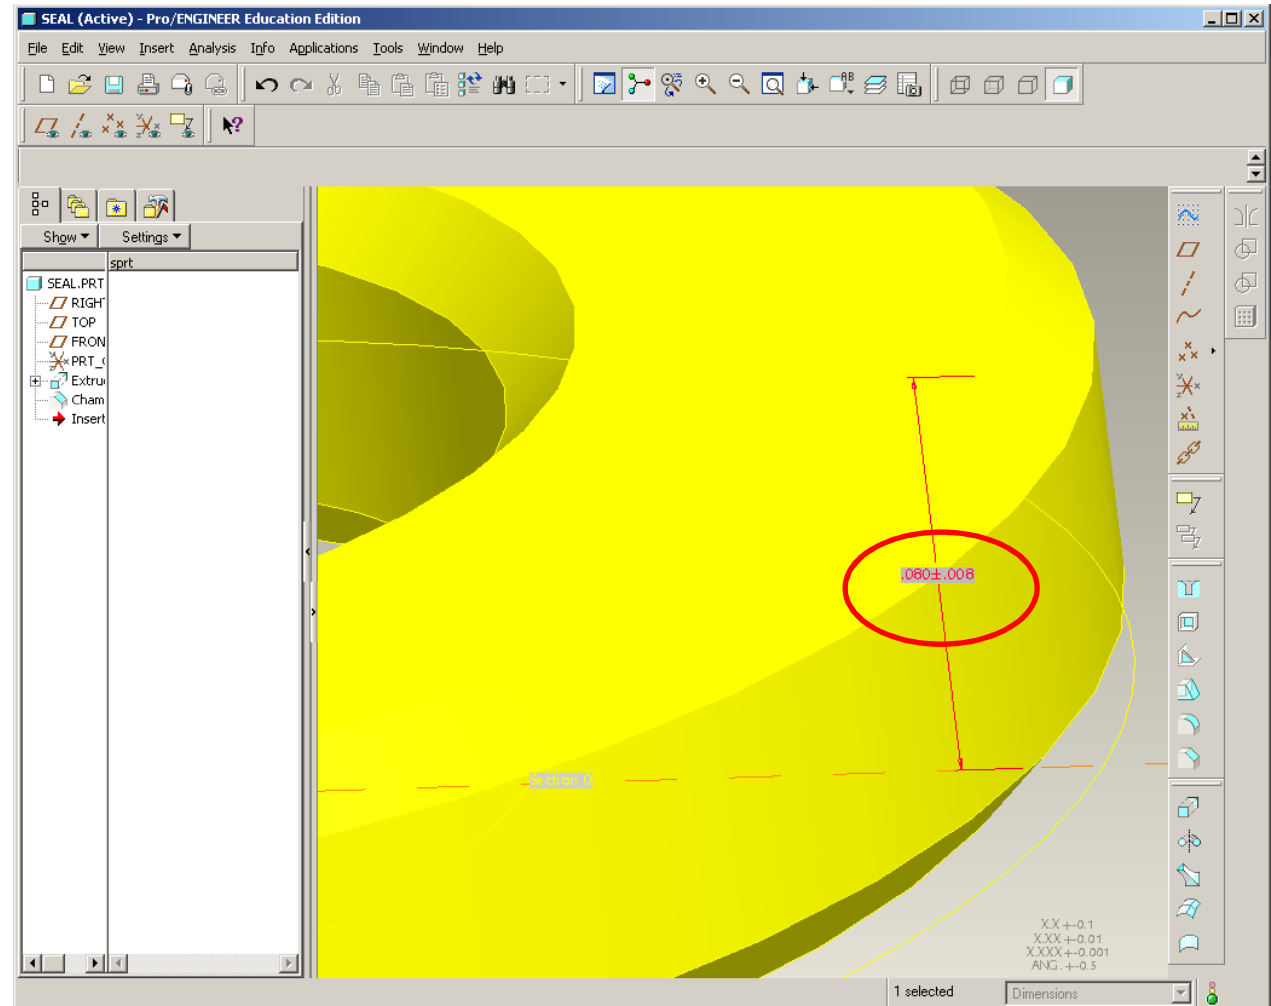 SEAL (Active) - Pro/ENGINEER Education Edition
File Edit View Insert Analysis Info Applications Tools Window Help
Show Settings
sprt
SEAL.PRT
RIGH
TOP
FRON
PRT_
Extru
Cham
Insert
.080±.008
X.X +-0.1
X.XX +-0.01
X.XXX +-0.001
ANG. +-0.5
1 selected Dimensions